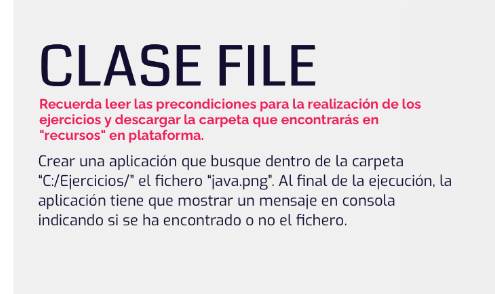 CLASE FILE
Recuerda leer las precondiciones para la realización de los
ejercicios y descargar la carpeta que encontrarás en
"recursos" en plataforma.
Crear una aplicación que busque dentro de la carpeta
“C:/Ejercicios/” el fichero “java.png”. Al final de la ejecución, la
aplicación tiene que mostrar un mensaje en consola
indicando si se ha encontrado o no el fichero.